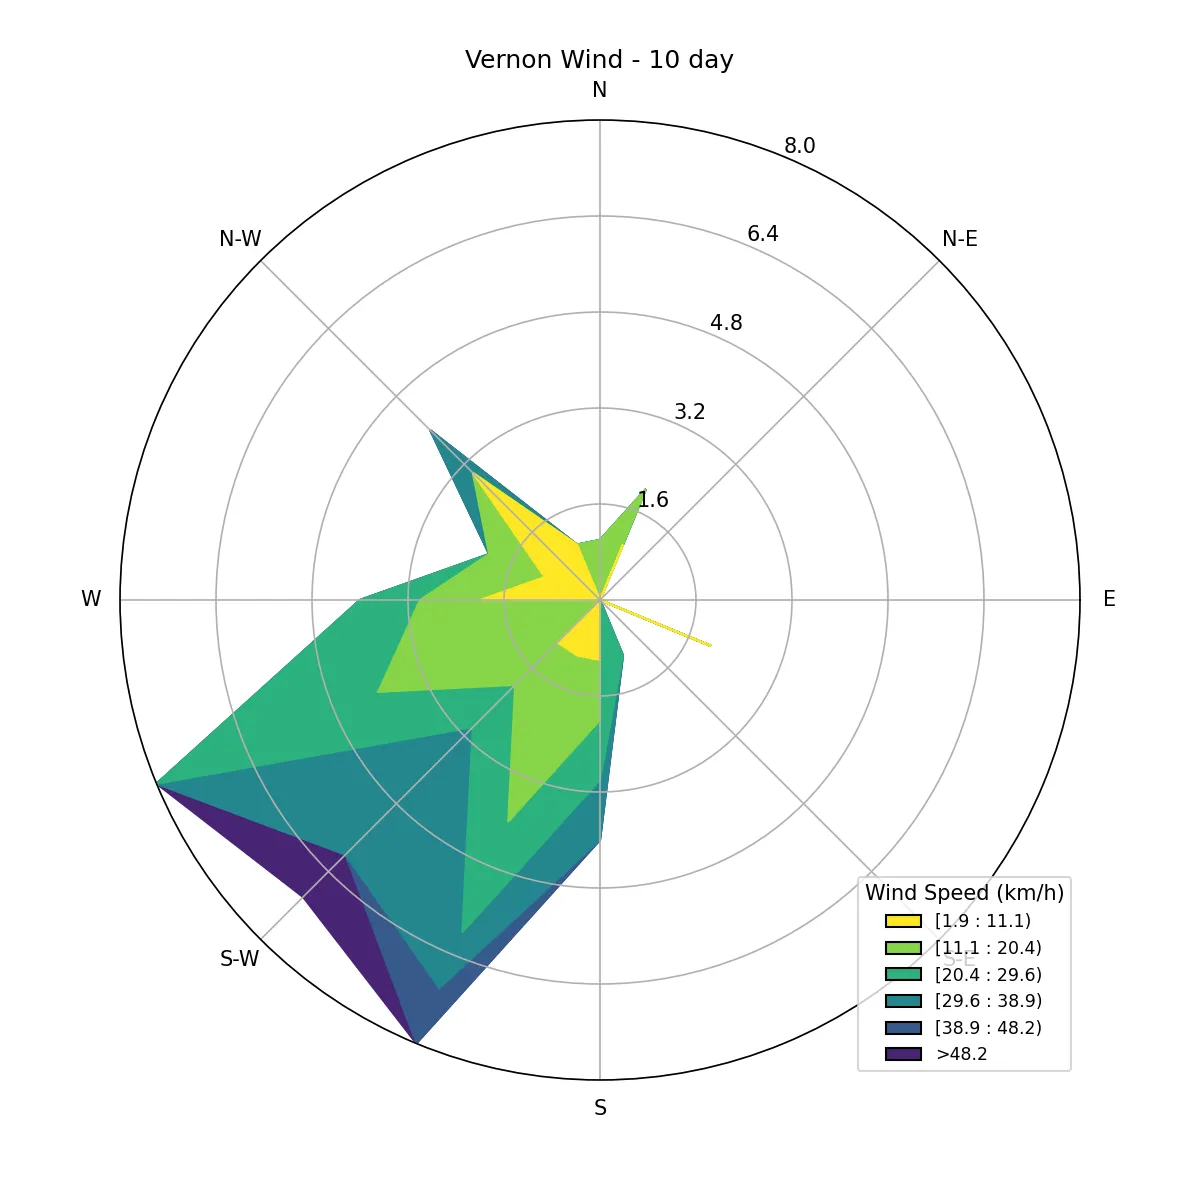 Vernon Wind - 10 day
N
8.0
N-W
6.4
N-E
4.8
3.2
1.6
W
E
Wind Speed (km/h)
[1.9 : 11.1)
[11.1 : 20.4)
S-W
S-E
[20.4 : 29.6)
[29.6 : 38.9)
[38.9 : 48.2)
>48.2
S